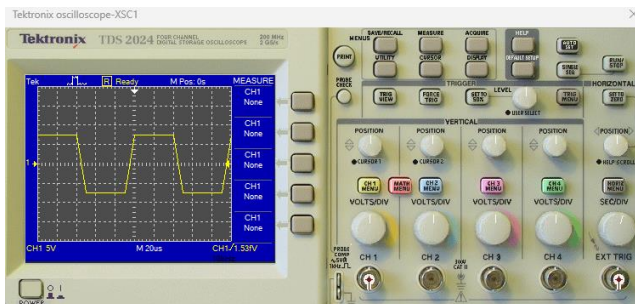 Tektronix oscilloscope-XSC1
Tektronix TDS 2024 FOUR CHANNEL DIGITAL STORAGE OSCILLOSCOPE 200 MHz 2 GS/s
Tek R Ready M Pos: 0s MEASURE
CH1
None
CH1
None
CH1
None
CH1
None
CH1
None
1
CH1 5V M 20us CH1/1.53fV
POWER
MENUS
SAVE/RECALL MEASURE ACQUIRE HELP
UTILITY CURSOR DISPLAY DEFAULT SETUP
AUTO SET
SINGLE SEQ
RUN/STOP
PRINT
PROBE CHECK
TRIGGER
TRIG VIEW
FORCE TRIG
SET TO 50%
LEVEL
USER SELECT
TRIG MENU
HORIZONTAL
SET TO ZERO
VERTICAL
POSITION POSITION POSITION POSITION POSITION
CURSOR 1 CURSOR 2 HELP SCROLL
CH 1 MENU
MATH MENU
CH 2 MENU
CH 3 MENU
CH 4 MENU
HORIZ MENU
VOLTS/DIV VOLTS/DIV VOLTS/DIV VOLTS/DIV SEC/DIV
PROBE COMP
CH 1 CH 2 CH 3 CH 4 EXT TRIG